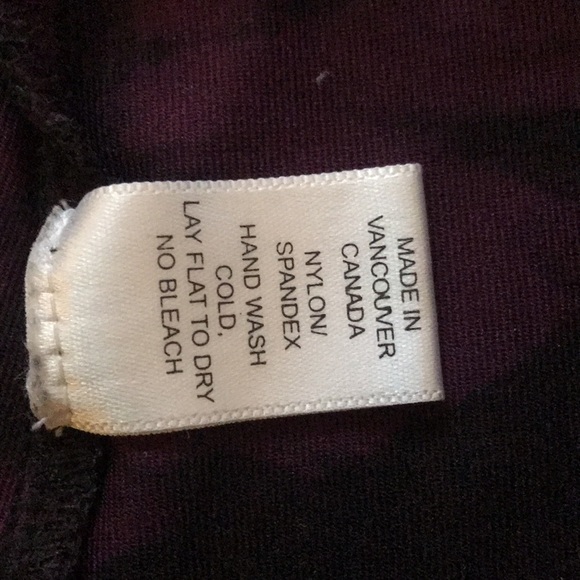 MADE IN
VANCOUVER
CANADA
NYLON/
SPANDEX
HAND WASH
COLD,
LAY FLAT TO DRY
NO BLEACH